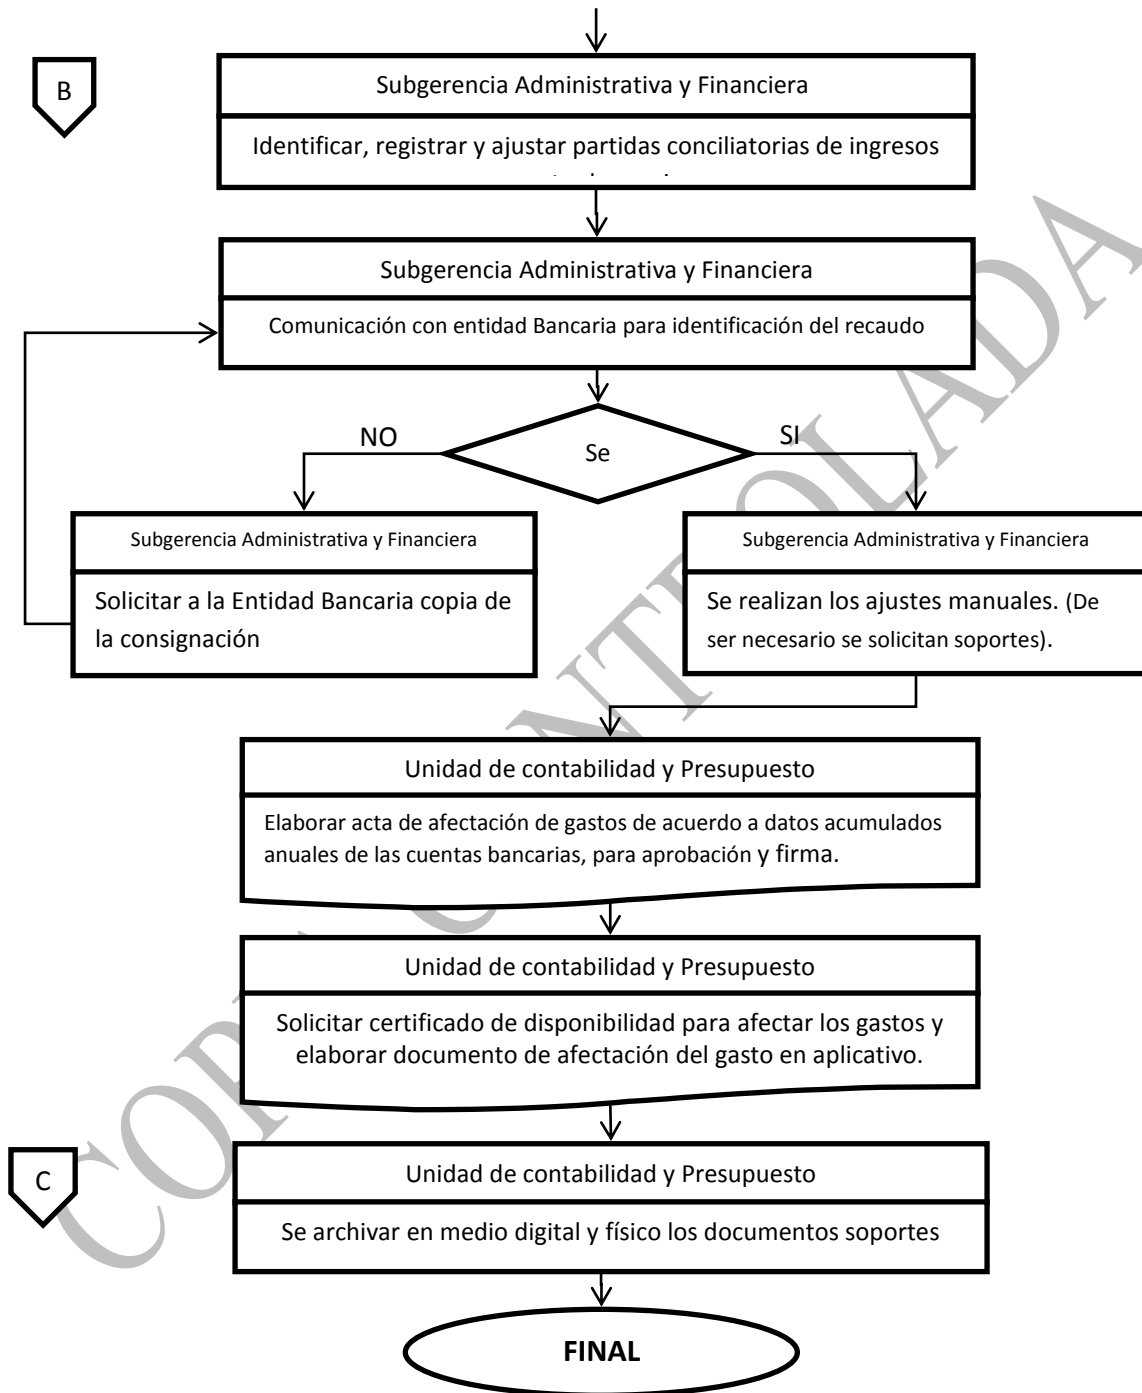 B
Subgerencia Administrativa y Financiera
Identificar, registrar y ajustar partidas conciliatorias de ingresos
Subgerencia Administrativa y Financiera
Comunicación con entidad Bancaria para identificación del recaudo
NO
Se
SI
Subgerencia Administrativa y Financiera
Solicitar a la Entidad Bancaria copia de
la consignación
Subgerencia Administrativa y Financiera
Se realizan los ajustes manuales. (De
ser necesario se solicitan soportes).
Unidad de contabilidad y Presupuesto
Elaborar acta de afectación de gastos de acuerdo a datos acumulados
anuales de las cuentas bancarias, para aprobación y firma.
Unidad de contabilidad y Presupuesto
Solicitar certificado de disponibilidad para afectar los gastos y
elaborar documento de afectación del gasto en aplicativo.
C
Unidad de contabilidad y Presupuesto
Se archivar en medio digital y físico los documentos soportes
FINAL